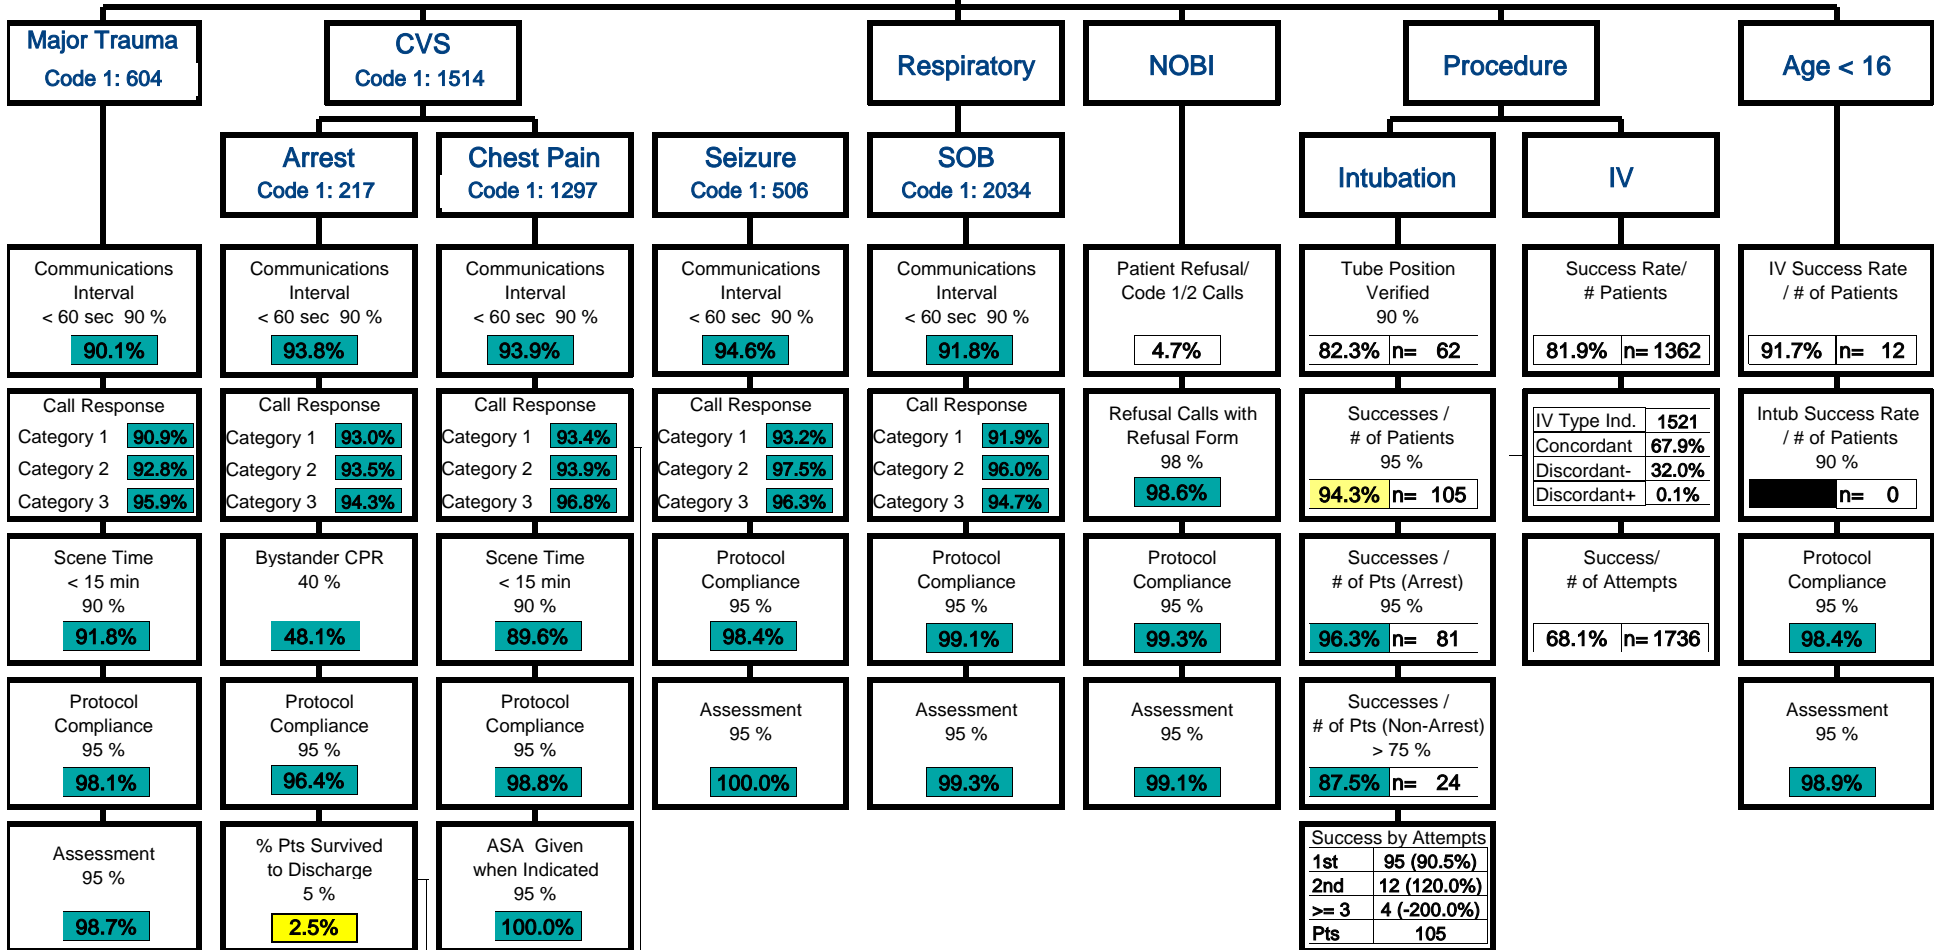 Major Trauma
Code 1: 604
CVS
Code 1: 1514
Respiratory
NOBI
Procedure
Age < 16
Arrest
Code 1: 217
Chest Pain
Code 1: 1297
Seizure
Code 1: 506
SOB
Code 1: 2034
Intubation
IV
Communications
Interval
< 60 sec 90 %
90.1%
Communications
Interval
< 60 sec 90 %
93.8%
Communications
Interval
< 60 sec 90 %
93.9%
Communications
Interval
< 60 sec 90 %
94.6%
Communications
Interval
< 60 sec 90 %
91.8%
Patient Refusal/
Code 1/2 Calls
4.7%
Tube Position
Verified
90 %
82.3% n= 62
Success Rate/
# Patients
81.9% n= 1362
IV Success Rate
/ # of Patients
91.7% n= 12
Call Response
Category 1 90.9%
Category 2 92.8%
Category 3 95.9%
Call Response
Category 1 93.0%
Category 2 93.5%
Category 3 94.3%
Call Response
Category 1 93.4%
Category 2 93.9%
Category 3 96.8%
Call Response
Category 1 93.2%
Category 2 97.5%
Category 3 96.3%
Call Response
Category 1 91.9%
Category 2 96.0%
Category 3 94.7%
Refusal Calls with
Refusal Form
98 %
98.6%
Successes /
# of Patients
95 %
94.3% n= 105
IV Type Ind. 1521
Concordant 67.9%
Discordant- 32.0%
Discordant+ 0.1%
Intub Success Rate
/ # of Patients
90 %
n= 0
Scene Time
< 15 min
90 %
91.8%
Bystander CPR
40 %
48.1%
Scene Time
< 15 min
90 %
89.6%
Protocol
Compliance
95 %
98.4%
Protocol
Compliance
95 %
99.1%
Protocol
Compliance
95 %
99.3%
Successes /
# of Pts (Arrest)
95 %
96.3% n= 81
Success/
# of Attempts
68.1% n= 1736
Protocol
Compliance
95 %
98.4%
Protocol
Compliance
95 %
98.1%
Protocol
Compliance
95 %
96.4%
Protocol
Compliance
95 %
98.8%
Assessment
95 %
100.0%
Assessment
95 %
99.3%
Assessment
95 %
99.1%
Successes /
# of Pts (Non-Arrest)
> 75 %
87.5% n= 24
Assessment
95 %
98.9%
Assessment
95 %
98.7%
% Pts Survived
to Discharge
5 %
2.5%
ASA Given
when Indicated
95 %
100.0%
Success by Attempts
1st 95 (90.5%)
2nd 12 (120.0%)
>= 3 4 (-200.0%)
Pts 105